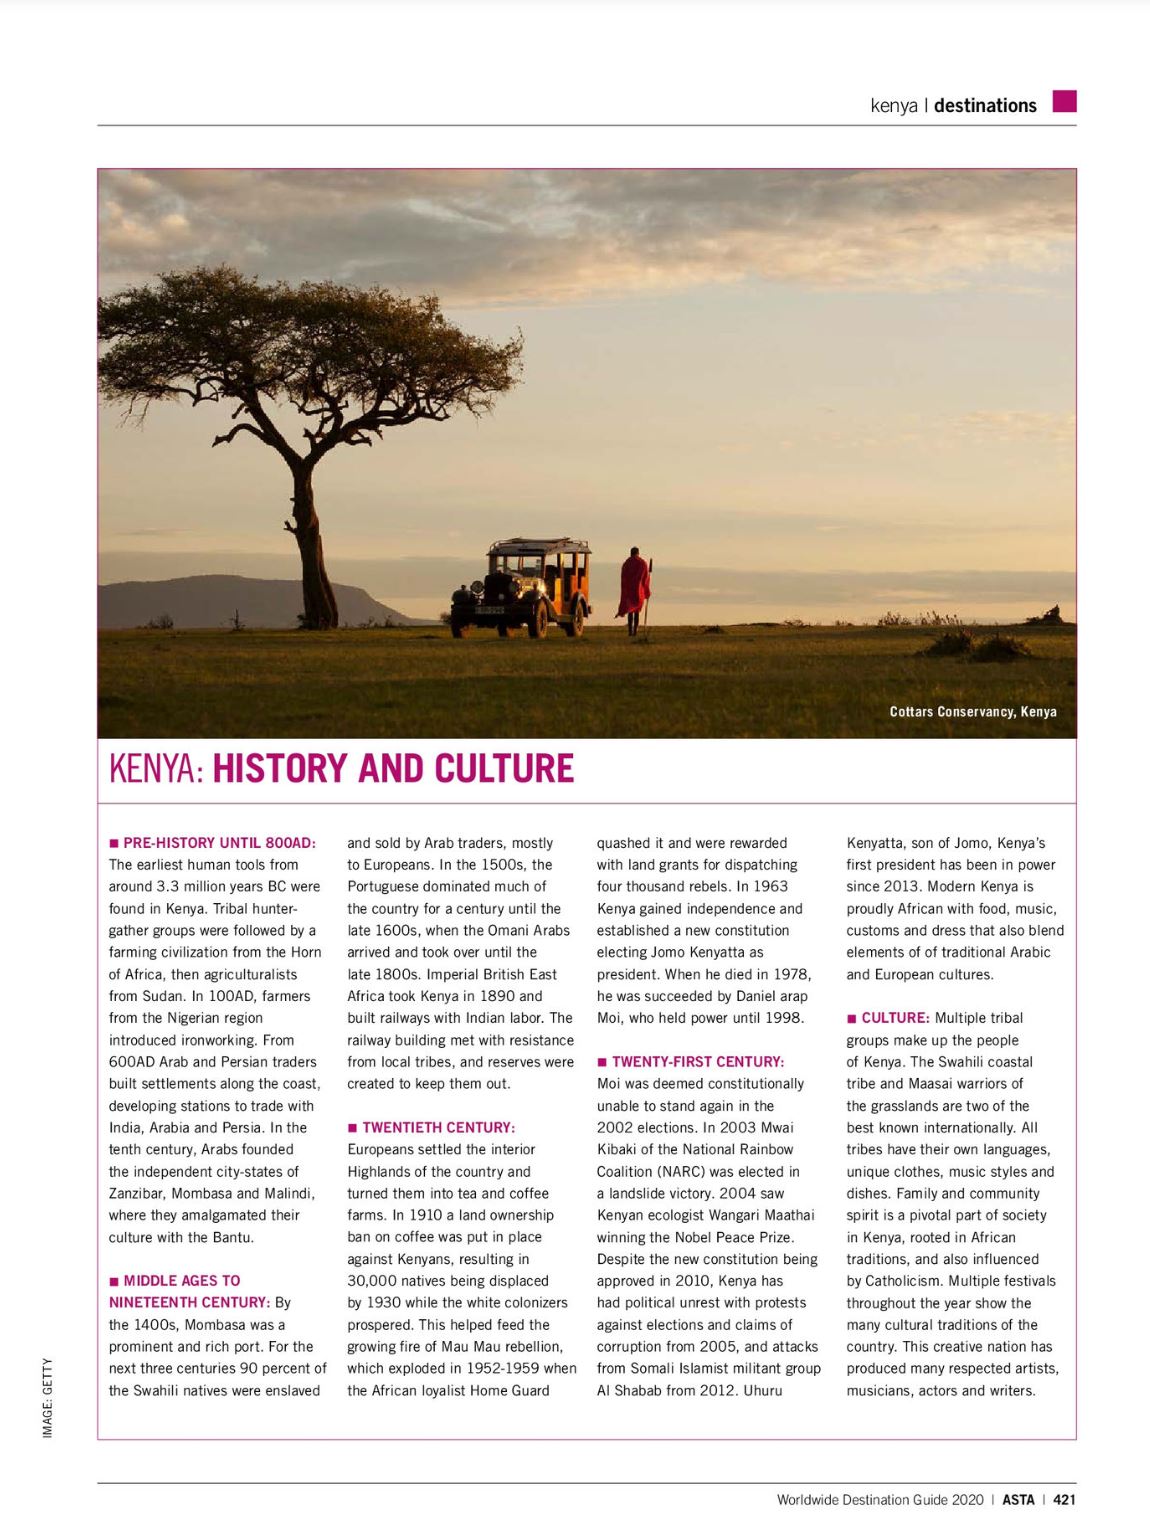 kenya | destinations
Cottars Conservancy, Kenya
KENYA: HISTORY AND CULTURE
■ PRE-HISTORY UNTIL 800AD:
The earliest human tools from
around 3.3 million years BC were
found in Kenya. Tribal hunter-
gather groups were followed by a
farming civilization from the Horn
of Africa, then agriculturalists
from Sudan. In 100AD, farmers
from the Nigerian region
introduced ironworking. From
600AD Arab and Persian traders
built settlements along the coast,
developing stations to trade with
India, Arabia and Persia. In the
tenth century, Arabs founded
the independent city-states of
Zanzibar, Mombasa and Malindi,
where they amalgamated their
culture with the Bantu.
■ MIDDLE AGES TO
NINETEENTH CENTURY: By
the 1400s, Mombasa was a
prominent and rich port. For the
next three centuries 90 percent of
the Swahili natives were enslaved
and sold by Arab traders, mostly
to Europeans. In the 1500s, the
Portuguese dominated much of
the country for a century until the
late 1600s, when the Omani Arabs
arrived and took over until the
late 1800s. Imperial British East
Africa took Kenya in 1890 and
built railways with Indian labor. The
railway building met with resistance
from local tribes, and reserves were
created to keep them out.
■ TWENTIETH CENTURY:
Europeans settled the interior
Highlands of the country and
turned them into tea and coffee
farms. In 1910 a land ownership
ban on coffee was put in place
against Kenyans, resulting in
30,000 natives being displaced
by 1930 while the white colonizers
prospered. This helped feed the
growing fire of Mau Mau rebellion,
which exploded in 1952-1959 when
the African loyalist Home Guard
quashed it and were rewarded
with land grants for dispatching
four thousand rebels. In 1963
Kenya gained independence and
established a new constitution
electing Jomo Kenyatta as
president. When he died in 1978,
he was succeeded by Daniel arap
Moi, who held power until 1998.
■ TWENTY-FIRST CENTURY:
Moi was deemed constitutionally
unable to stand again in the
2002 elections. In 2003 Mwai
Kibaki of the National Rainbow
Coalition (NARC) was elected in
a landslide victory. 2004 saw
Kenyan ecologist Wangari Maathai
winning the Nobel Peace Prize.
Despite the new constitution being
approved in 2010, Kenya has
had political unrest with protests
against elections and claims of
corruption from 2005, and attacks
from Somali Islamist militant group
Al Shabab from 2012. Uhuru
Kenyatta, son of Jomo, Kenya's
first president has been in power
since 2013. Modern Kenya is
proudly African with food, music,
customs and dress that also blend
elements of of traditional Arabic
and European cultures.
■ CULTURE: Multiple tribal
groups make up the people
of Kenya. The Swahili coastal
tribe and Maasai warriors of
the grasslands are two of the
best known internationally. All
tribes have their own languages,
unique clothes, music styles and
dishes. Family and community
spirit is a pivotal part of society
in Kenya, rooted in African
traditions, and also influenced
by Catholicism. Multiple festivals
throughout the year show the
many cultural traditions of the
country. This creative nation has
produced many respected artists,
musicians, actors and writers.
IMAGE: GETTY
Worldwide Destination Guide 2020 | ASTA | 421